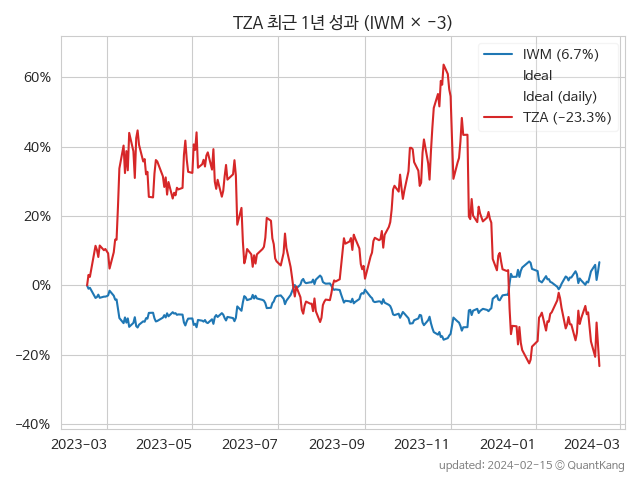 TZA 최근 1년 성과 (IWM × -3)
IWM (6.7%)
Ideal
Ideal (daily)
TZA (-23.3%)
60%
40%
20%
0%
-20%
-40%
2023-03 2023-05 2023-07 2023-09 2023-11 2024-01 2024-03
updated: 2024-02-15 © QuantKang